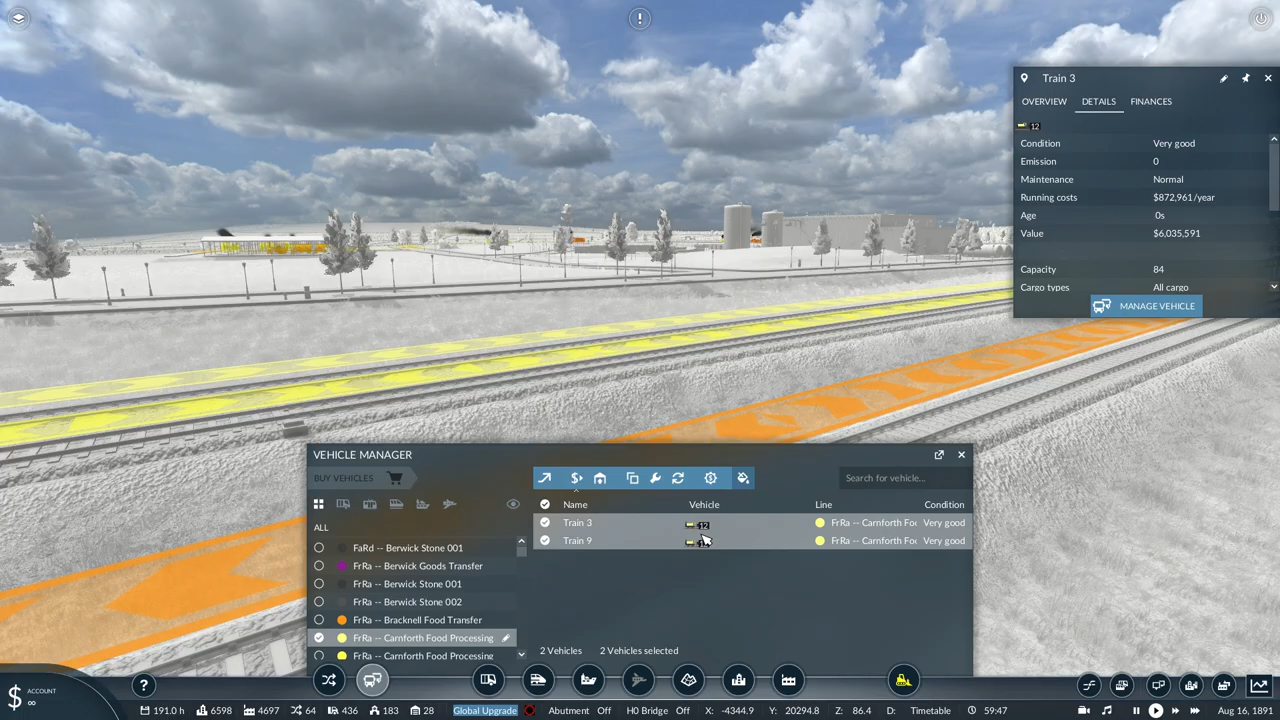 Train 3
OVERVIEW DETAILS FINANCES
12
Condition Very good
Emission 0
Maintenance Normal
Running costs $872,961/year
Age 0s
Value $6,035,591
Capacity 84
Cargo types All cargo
MANAGE VEHICLE
VEHICLE MANAGER
BUY VEHICLES
Search for vehicle...
Name Vehicle Line Condition
ALL
Train 3 12 FrRa -- Carnforth Foo Very good
Train 9 FrRa -- Carnforth Foo Very good
FaRd -- Berwick Stone 001
FrRa -- Berwick Goods Transfer
FrRa -- Berwick Stone 001
FrRa -- Berwick Stone 002
FrRa -- Bracknell Food Transfer
FrRa -- Carnforth Food Processing
FrRa -- Carnforth Food Processing
2 Vehicles 2 Vehicles selected
?
$ ACCOUNT
∞
191.0 h 6598 4697 64 436 183 28 Global Upgrade Abutment Off H0 Bridge Off X: -4344.9 Y: 20294.8 Z: 86.4 D: Timetable 59:47 Aug 16, 1891